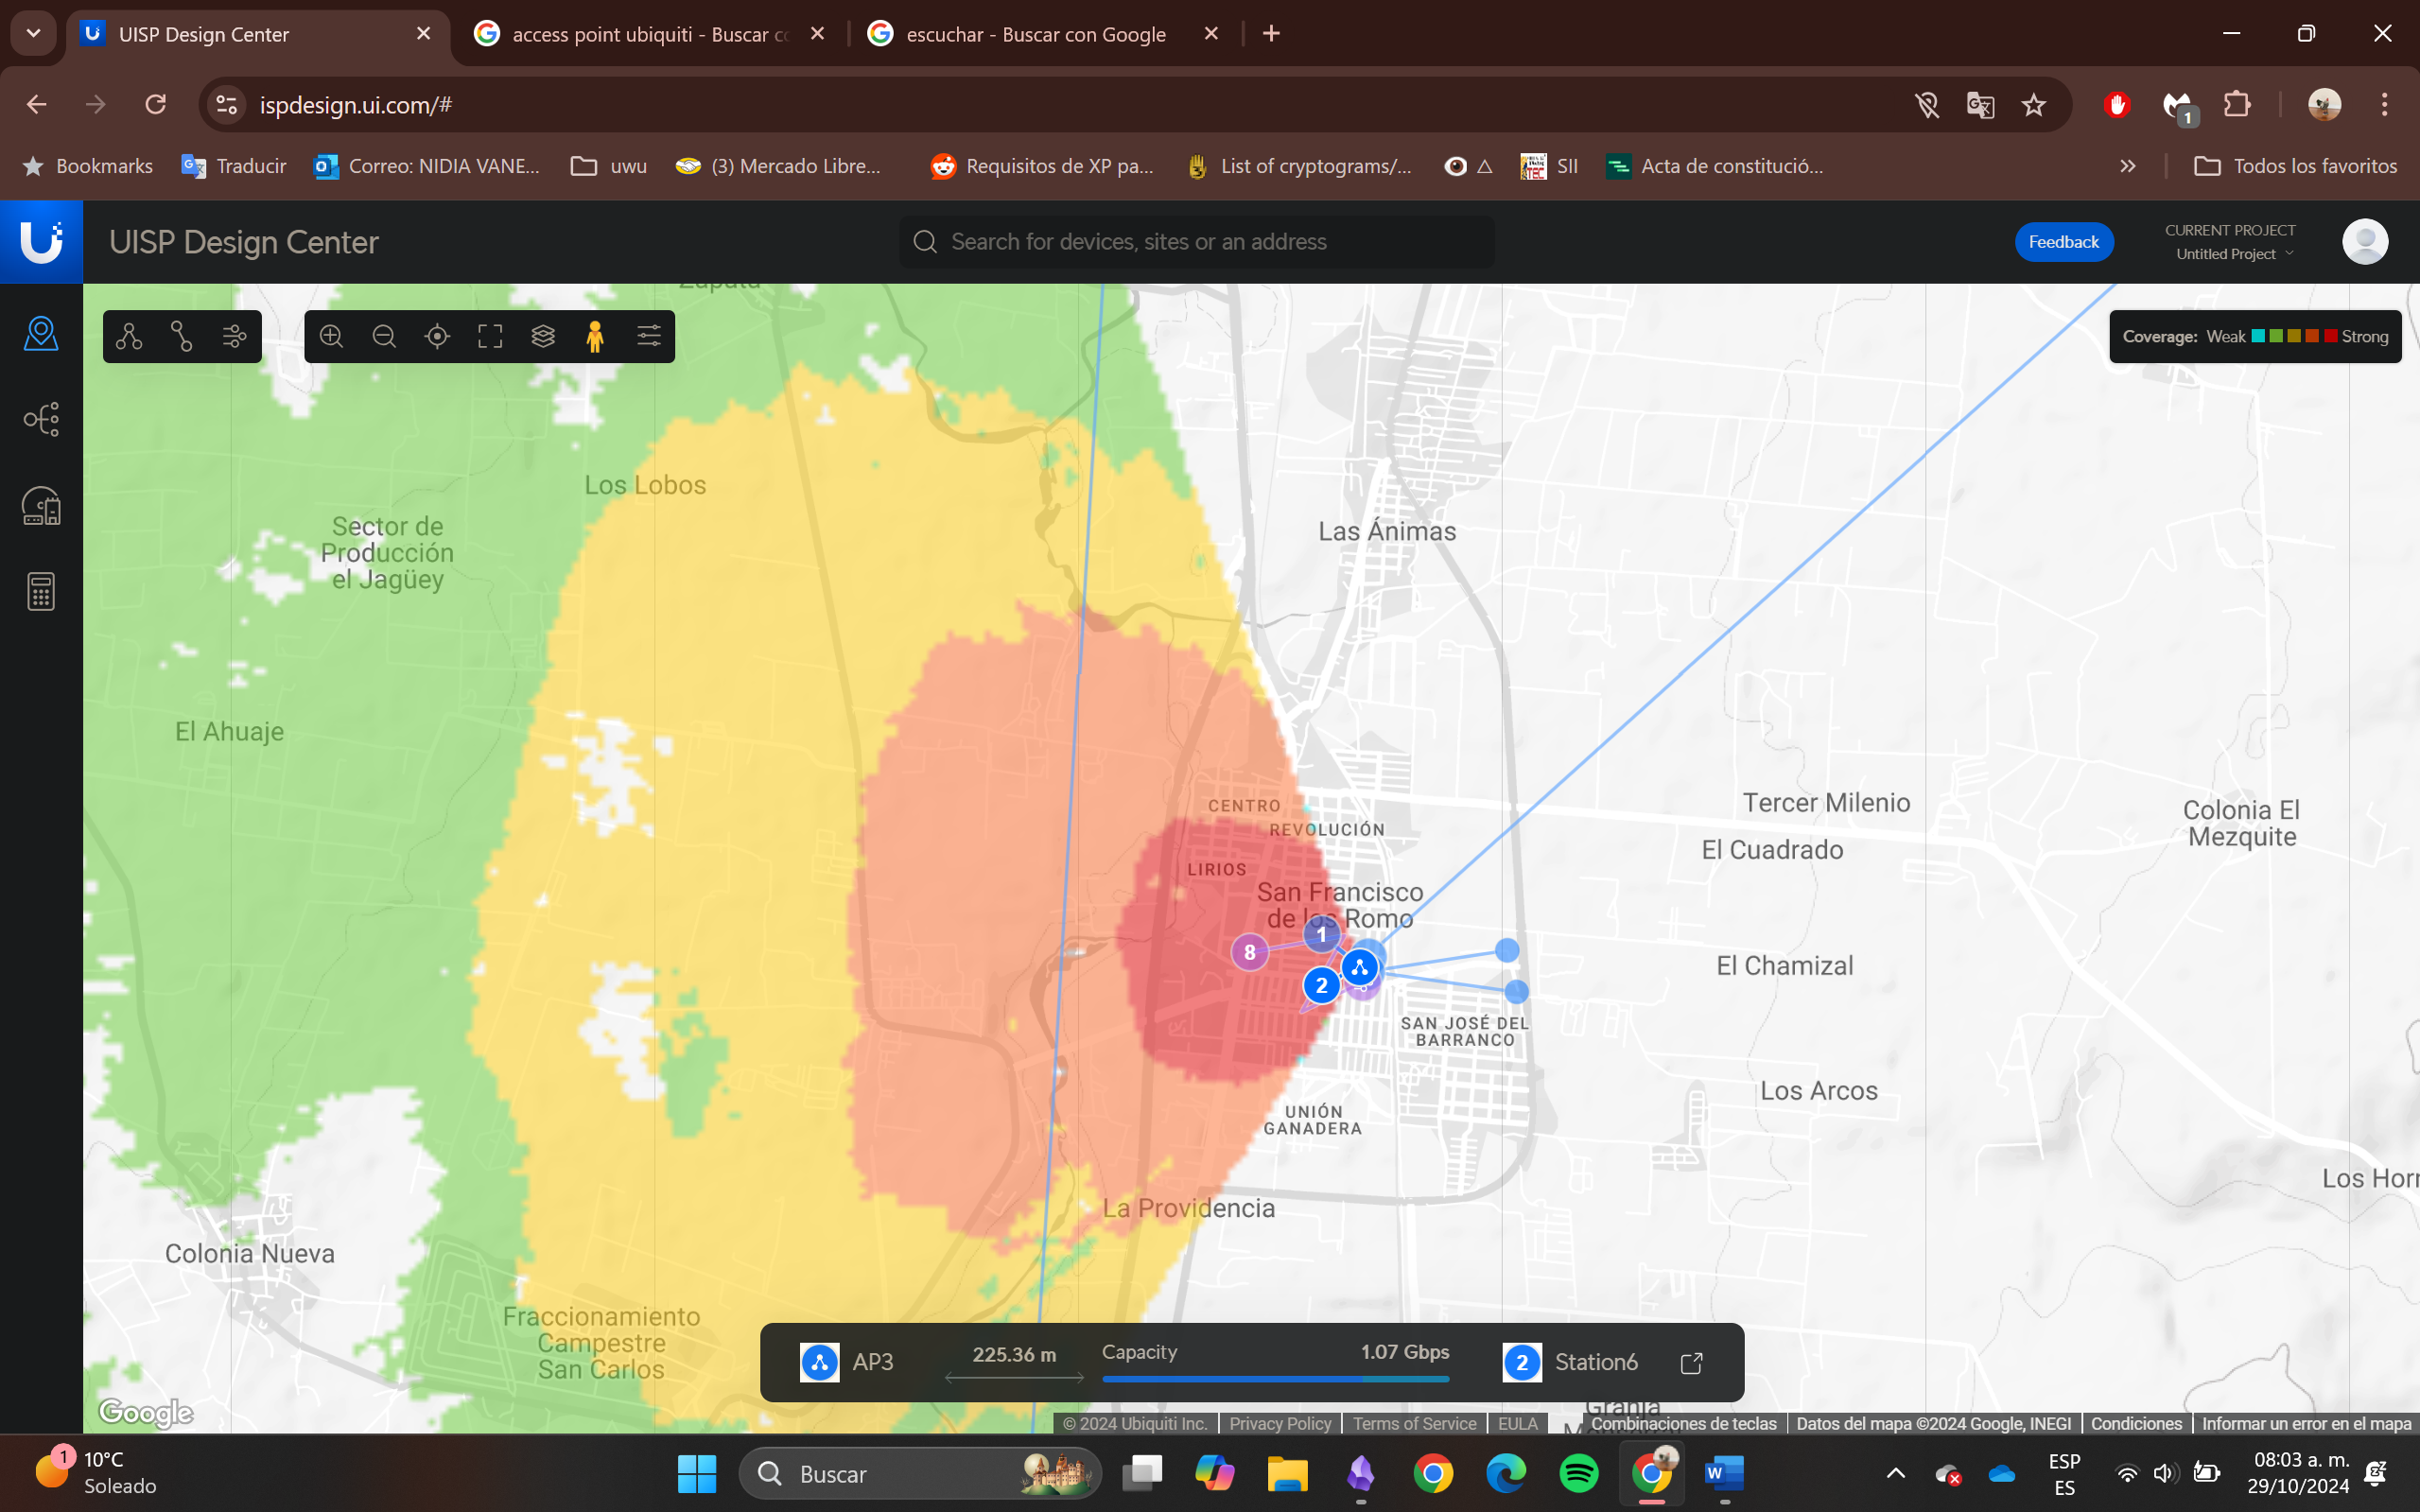 UISP Design Center
access point ubiquiti - Buscar co
escuchar - Buscar con Google
ispdesign.ui.com/#
1
Bookmarks
Traducir
Correo: NIDIA VANE...
uwu
(3) Mercado Libre...
Requisitos de XP pa...
List of cryptograms/...
SII
Acta de constitució...
Todos los favoritos
UISP Design Center
Search for devices, sites or an address
Feedback
CURRENT PROJECT
Untitled Project
Zapata
Coverage: Weak Strong
Los Lobos
Sector de
Producción
el Jagüey
Las Ánimas
El Ahuaje
CENTRO
REVOLUCIÓN
LIRIOS
San Francisco
de los Romo
Tercer Milenio
El Cuadrado
Colonia El
Mezquite
1
8
2
El Chamizal
SAN JOSÉ DEL
BARRANCO
Los Arcos
UNIÓN
GANADERA
Los Horr
La Providencia
Colonia Nueva
Fraccionamiento
Campestre
San Carlos
AP3
225.36 m
Capacity
1.07 Gbps
2
Station6
Granja
Google
© 2024 Ubiquiti Inc.
Privacy Policy
Terms of Service
EULA
Combinaciones de teclas
Datos del mapa ©2024 Google, INEGI
Condiciones
Informar un error en el mapa
1
10°C
Soleado
Buscar
ESP
ES
08:03 a. m.
29/10/2024